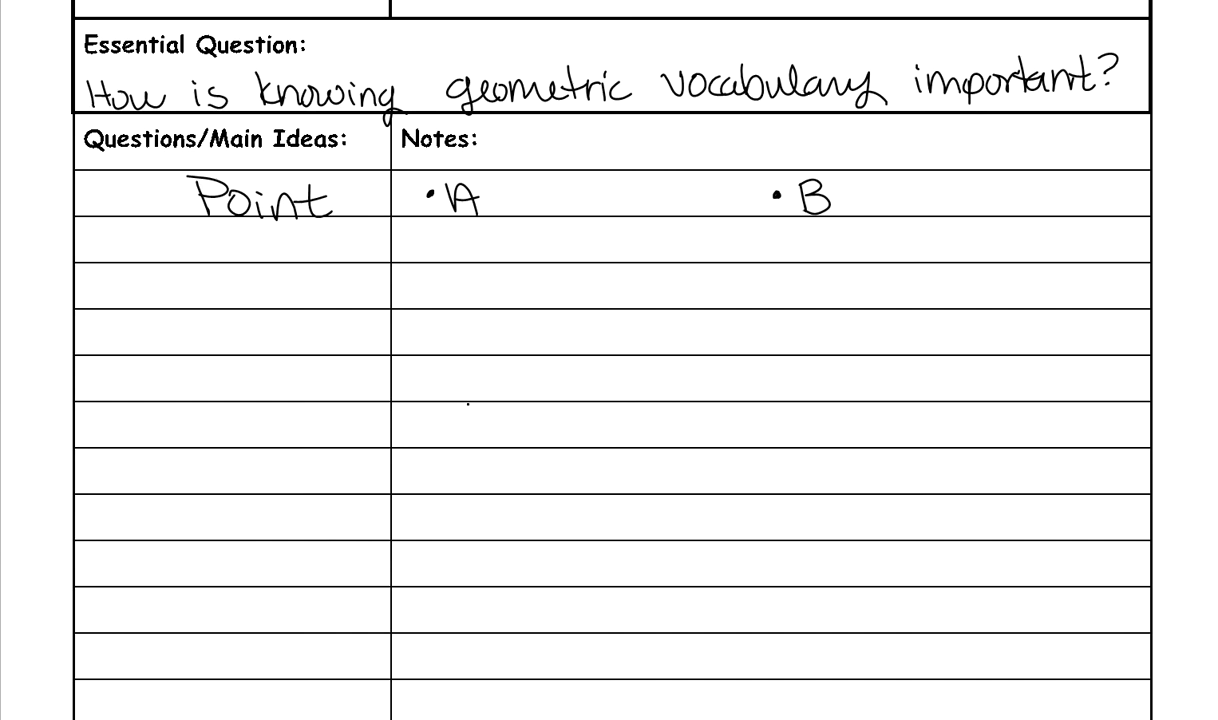 Essential Question:
How is knowing geometric vocabulary important?
Questions/Main Ideas: Notes:
Point • A • B